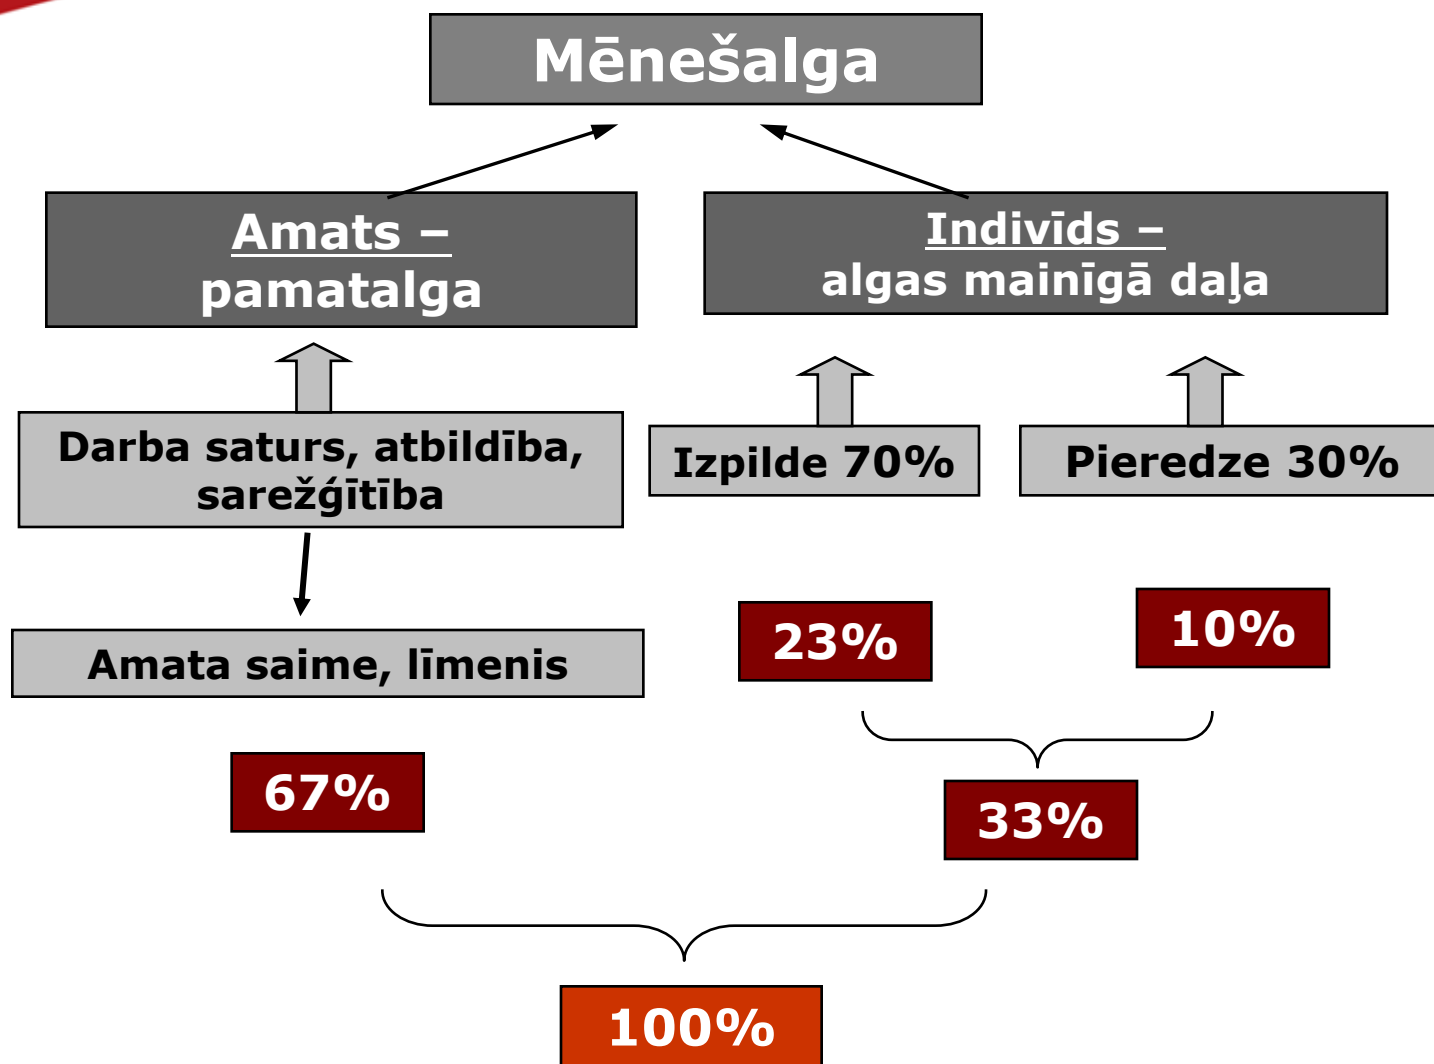 Mēnešalga
Amats –
pamatalga
Indivīds –
algas mainīgā daļa
Darba saturs, atbildība,
sarežģītība
Izpilde 70%
Pieredze 30%
Amata saime, līmenis
23%
10%
67%
33%
100%